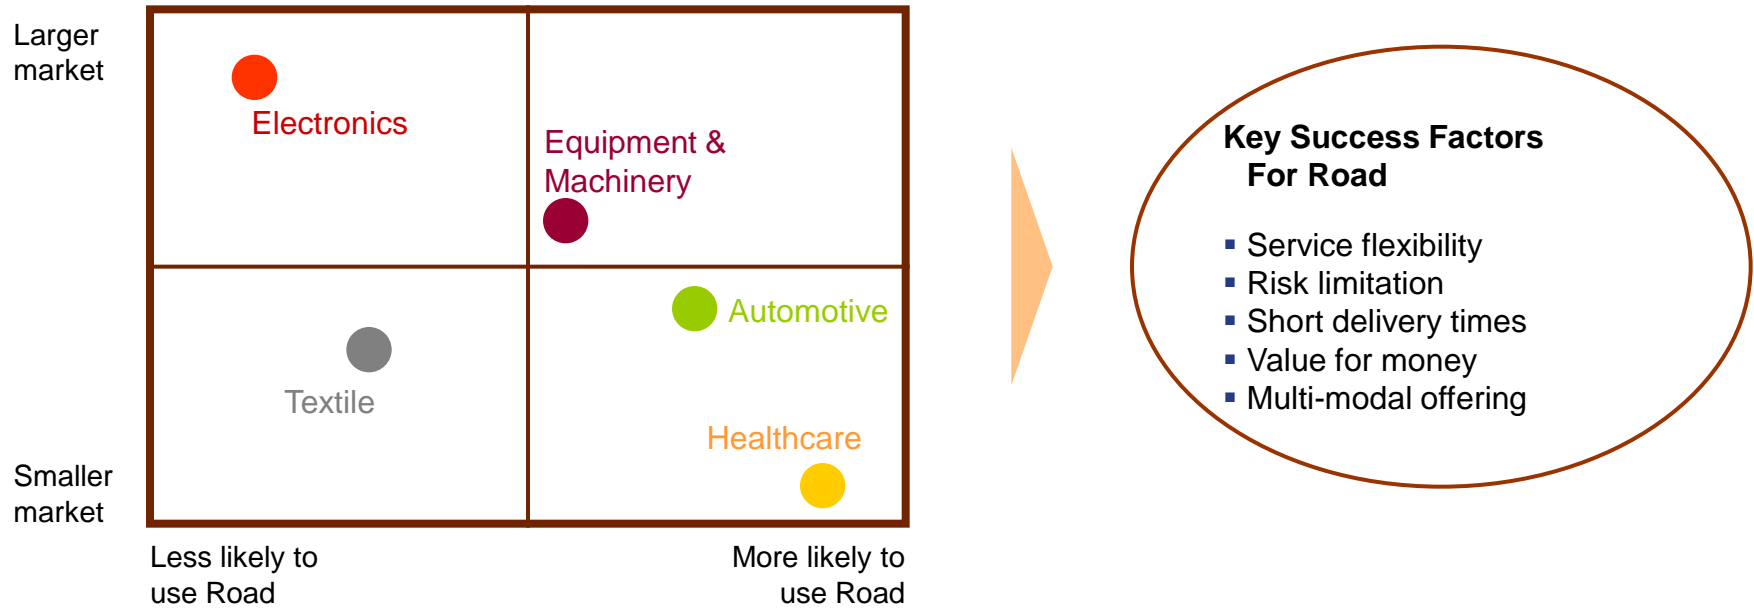 Larger
market
Electronics
Equipment &
Machinery
Automotive
Textile
Healthcare
Smaller
market
Less likely to
use Road
More likely to
use Road
Key Success Factors
For Road
▪ Service flexibility
▪ Risk limitation
▪ Short delivery times
▪ Value for money
▪ Multi-modal offering